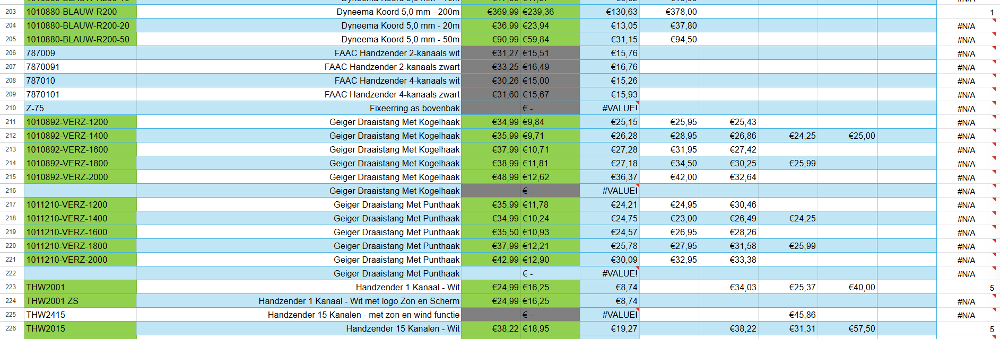 203 1010880-BLAUW-R200 Dyneema Koord 5,0 mm - 200m €369,99 €239,36 €130,63 €378,00 1
204 1010880-BLAUW-R200-20 Dyneema Koord 5,0 mm - 20m €36,99 €23,94 €13,05 €37,80 #N/A
205 1010880-BLAUW-R200-50 Dyneema Koord 5,0 mm - 50m €90,99 €59,84 €31,15 €94,50 #N/A
206 787009 FAAC Handzender 2-kanaals wit €31,27 €15,51 €15,76 #N/A
207 7870091 FAAC Handzender 2-kanaals zwart €33,25 €16,49 €16,76 #N/A
208 787010 FAAC Handzender 4-kanaals wit €30,26 €15,00 €15,26 #N/A
209 7870101 FAAC Handzender 4-kanaals zwart €31,60 €15,67 €15,93 #N/A
210 Z-75 Fixeerring as bovenbak € - #VALUE! #N/A
211 1010892-VERZ-1200 Geiger Draaistang Met Kogelhaak €34,99 €9,84 €25,15 €25,95 €25,43 #N/A
212 1010892-VERZ-1400 Geiger Draaistang Met Kogelhaak €35,99 €9,71 €26,28 €28,95 €26,86 €24,25 €25,00 #N/A
213 1010892-VERZ-1600 Geiger Draaistang Met Kogelhaak €37,99 €10,71 €27,28 €31,95 €27,42 #N/A
214 1010892-VERZ-1800 Geiger Draaistang Met Kogelhaak €38,99 €11,81 €27,18 €34,50 €30,25 €25,99 #N/A
215 1010892-VERZ-2000 Geiger Draaistang Met Kogelhaak €48,99 €12,62 €36,37 €42,00 €32,64 #N/A
216 Geiger Draaistang Met Kogelhaak € - #VALUE! #N/A
217 1011210-VERZ-1200 Geiger Draaistang Met Punthaak €35,99 €11,78 €24,21 €24,95 €30,46 #N/A
218 1011210-VERZ-1400 Geiger Draaistang Met Punthaak €34,99 €10,24 €24,75 €23,00 €26,49 €24,25 #N/A
219 1011210-VERZ-1600 Geiger Draaistang Met Punthaak €35,50 €10,93 €24,57 €26,95 €28,26 #N/A
220 1011210-VERZ-1800 Geiger Draaistang Met Punthaak €37,99 €12,21 €25,78 €27,95 €31,58 €25,99 #N/A
221 1011210-VERZ-2000 Geiger Draaistang Met Punthaak €42,99 €12,90 €30,09 €32,95 €33,38 #N/A
222 Geiger Draaistang Met Punthaak € - #VALUE! #N/A
223 THW2001 Handzender 1 Kanaal - Wit €24,99 €16,25 €8,74 €34,03 €25,37 €40,00 5
224 THW2001 ZS Handzender 1 Kanaal - Wit met logo Zon en Scherm €24,99 €16,25 €8,74 #N/A
225 THW2415 Handzender 15 Kanalen - met zon en wind functie € - #VALUE! €45,86 #N/A
226 THW2015 Handzender 15 Kanalen - Wit €38,22 €18,95 €19,27 €38,22 €31,31 €57,50 5